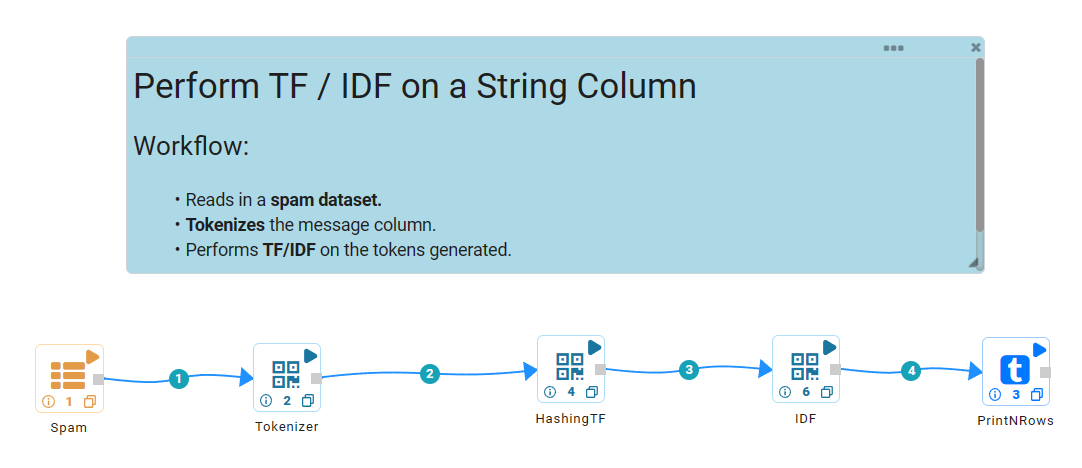 Perform TF / IDF on a String Column
Workflow:
• Reads in a spam dataset.
• Tokenizes the message column.
• Performs TF/IDF on the tokens generated.
1 2 3 4
1 2 4 6 t 3
Spam Tokenizer HashingTF IDF PrintNRows